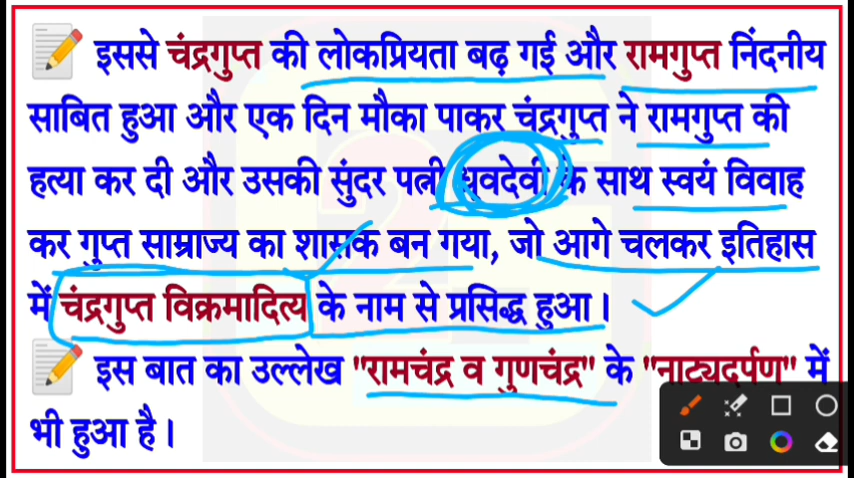 इससे चंद्रगुप्त की लोकप्रियता बढ़ गई और रामगुप्त निंदनीय
साबित हुआ और एक दिन मौका पाकर चंद्रगुप्त ने रामगुप्त की
हत्या कर दी और उसकी सुंदर पत्नी ध्रुवदेवी के साथ स्वयं विवाह
कर गुप्त साम्राज्य का शासक बन गया, जो आगे चलकर इतिहास
में चंद्रगुप्त विक्रमादित्य के नाम से प्रसिद्ध हुआ।
इस बात का उल्लेख "रामचंद्र व गुणचंद्र" के "नाट्यदर्पण" में
भी हुआ है।